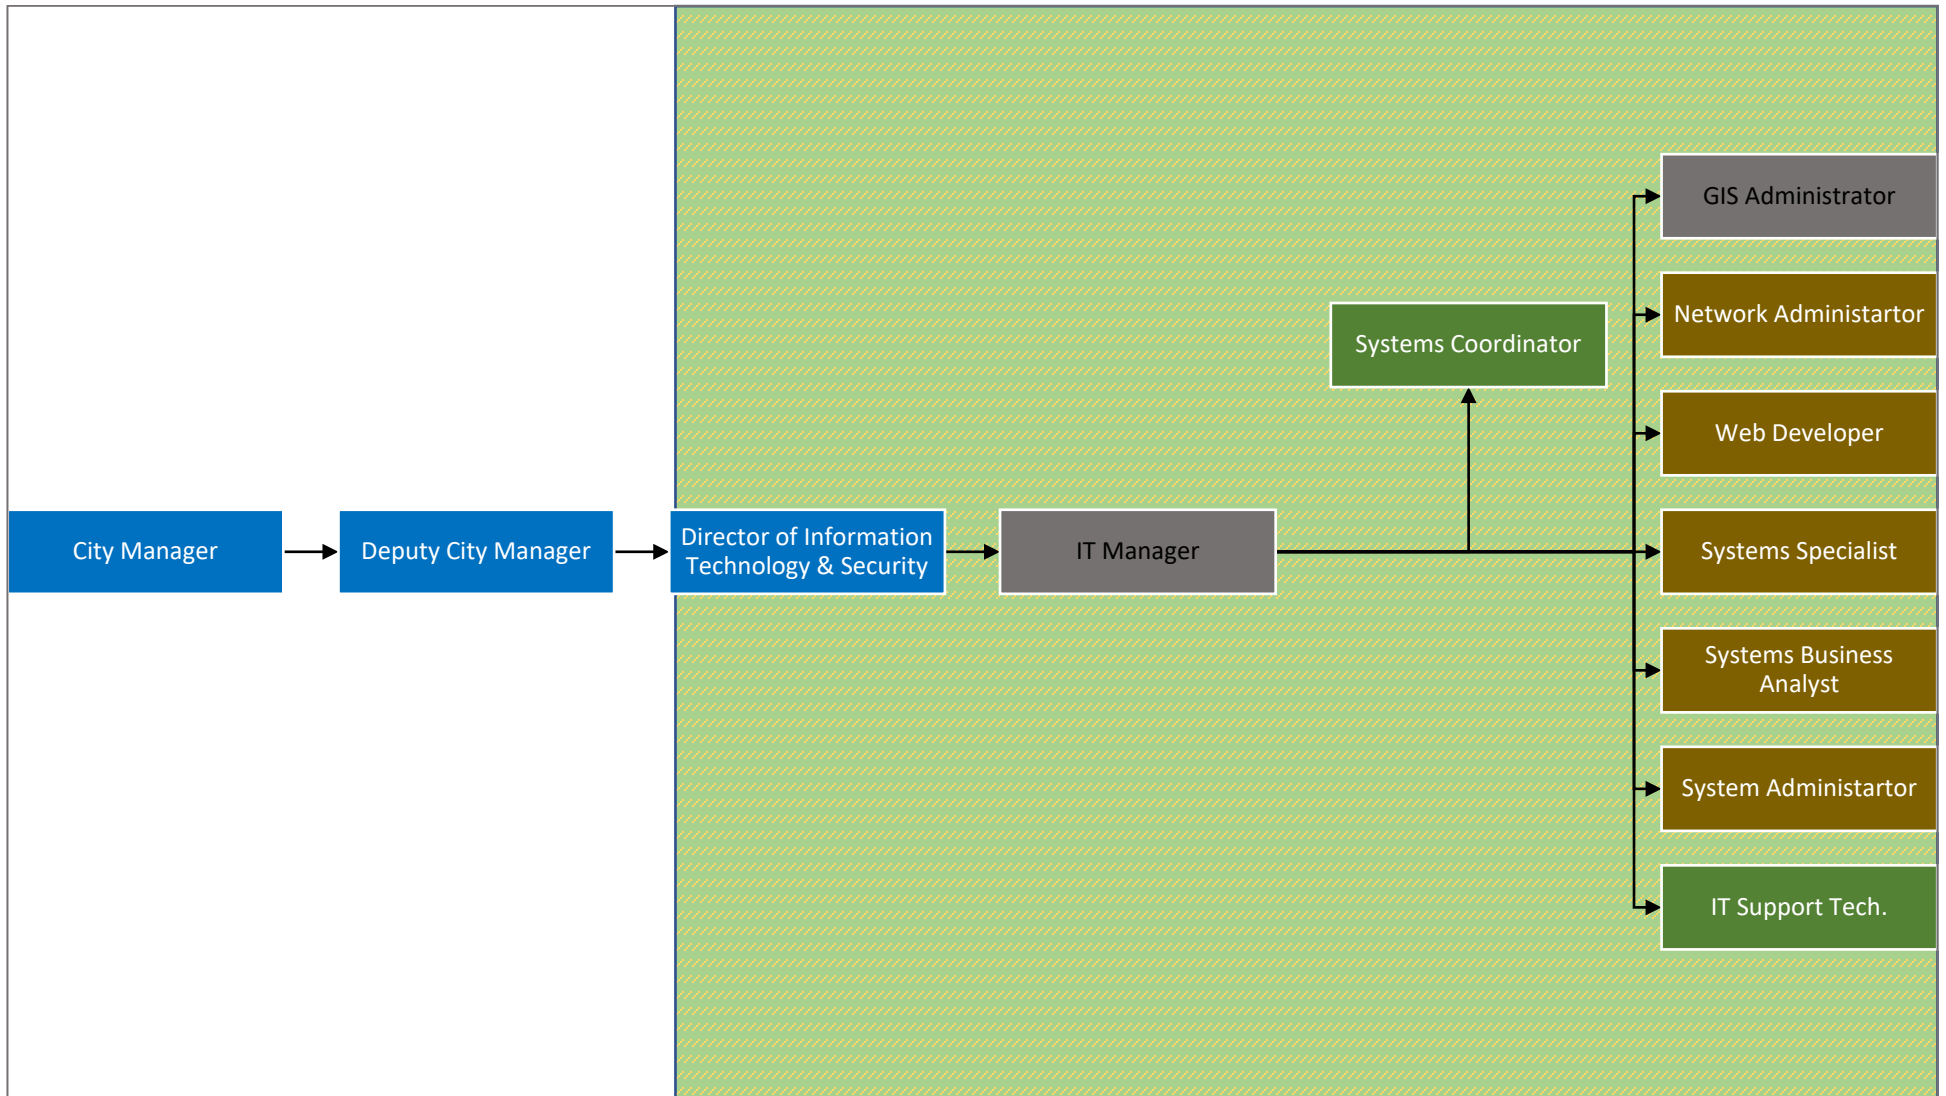 City Manager
Deputy City Manager
Director of Information
Technology & Security
IT Manager
Systems Coordinator
GIS Administrator
Network Administartor
Web Developer
Systems Specialist
Systems Business
Analyst
System Administartor
IT Support Tech.